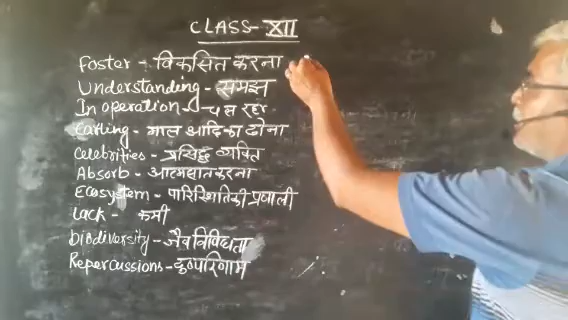 CLASS-XII
Foster - विकसित करना
Understanding - समझ
In operation - चल रहा
Carting - माल आदि का ढोना
Celebrities - प्रसिद्ध व्यक्ति
Absorb - आत्मसात करना
Ecosystem - पारिस्थितिकी प्रणाली
Lack - कमी
biodiversity - जैव विविधता
Repercussions - दुष्परिणाम